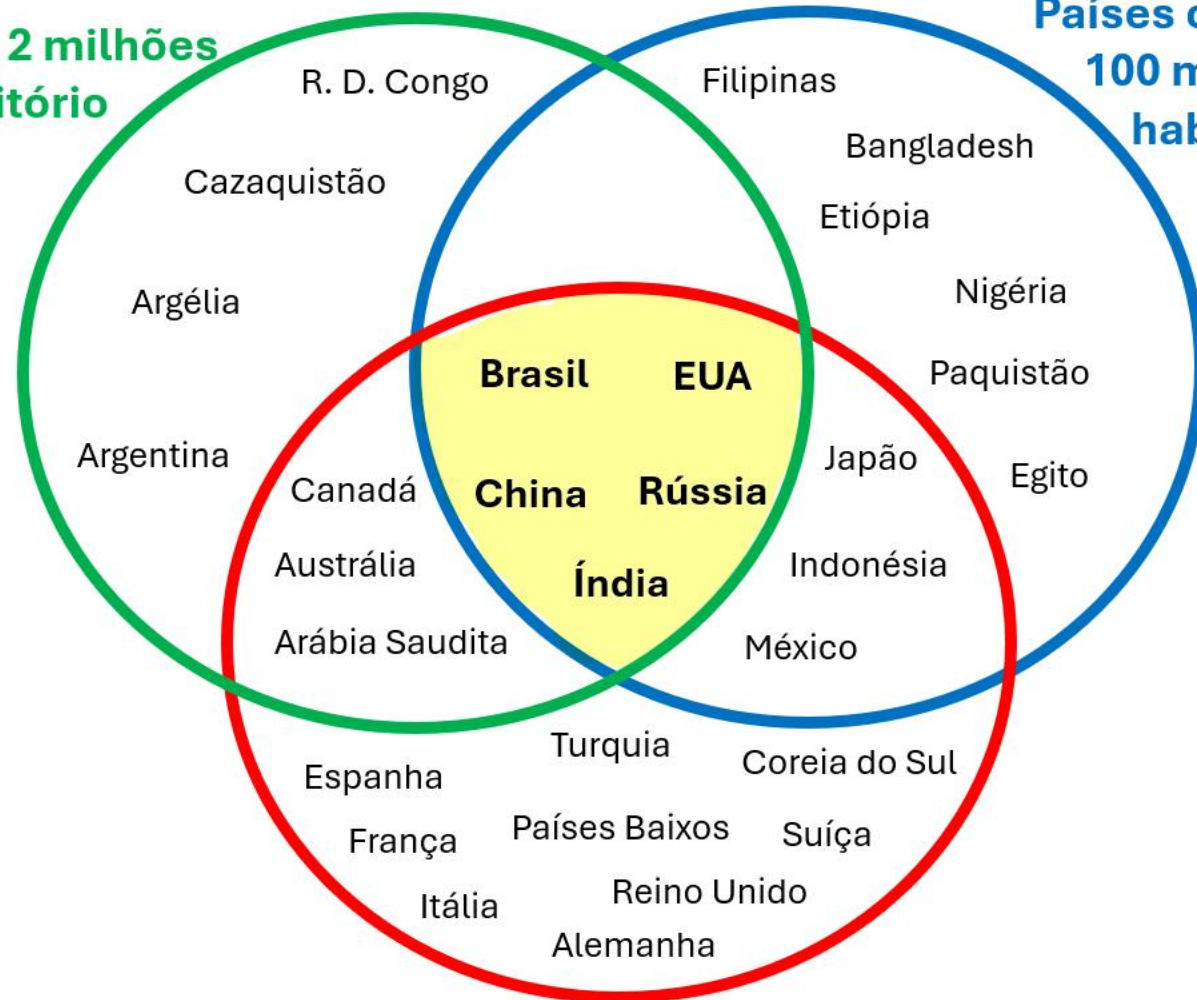 2 milhões
Países
100
R. D. Congo
Filipinas
Bangladesh
Cazaquistão
Etiópia
Argélia
Nigéria
Brasil
EUA
Paquistão
Argentina
Japão
Canadá
China
Rússia
Egito
Austrália
Índia
Indonésia
Arábia Saudita
México
Turquia
Coreia do Sul
Espanha
França
Países Baixos
Suíça
Itália
Reino Unido
Alemanha